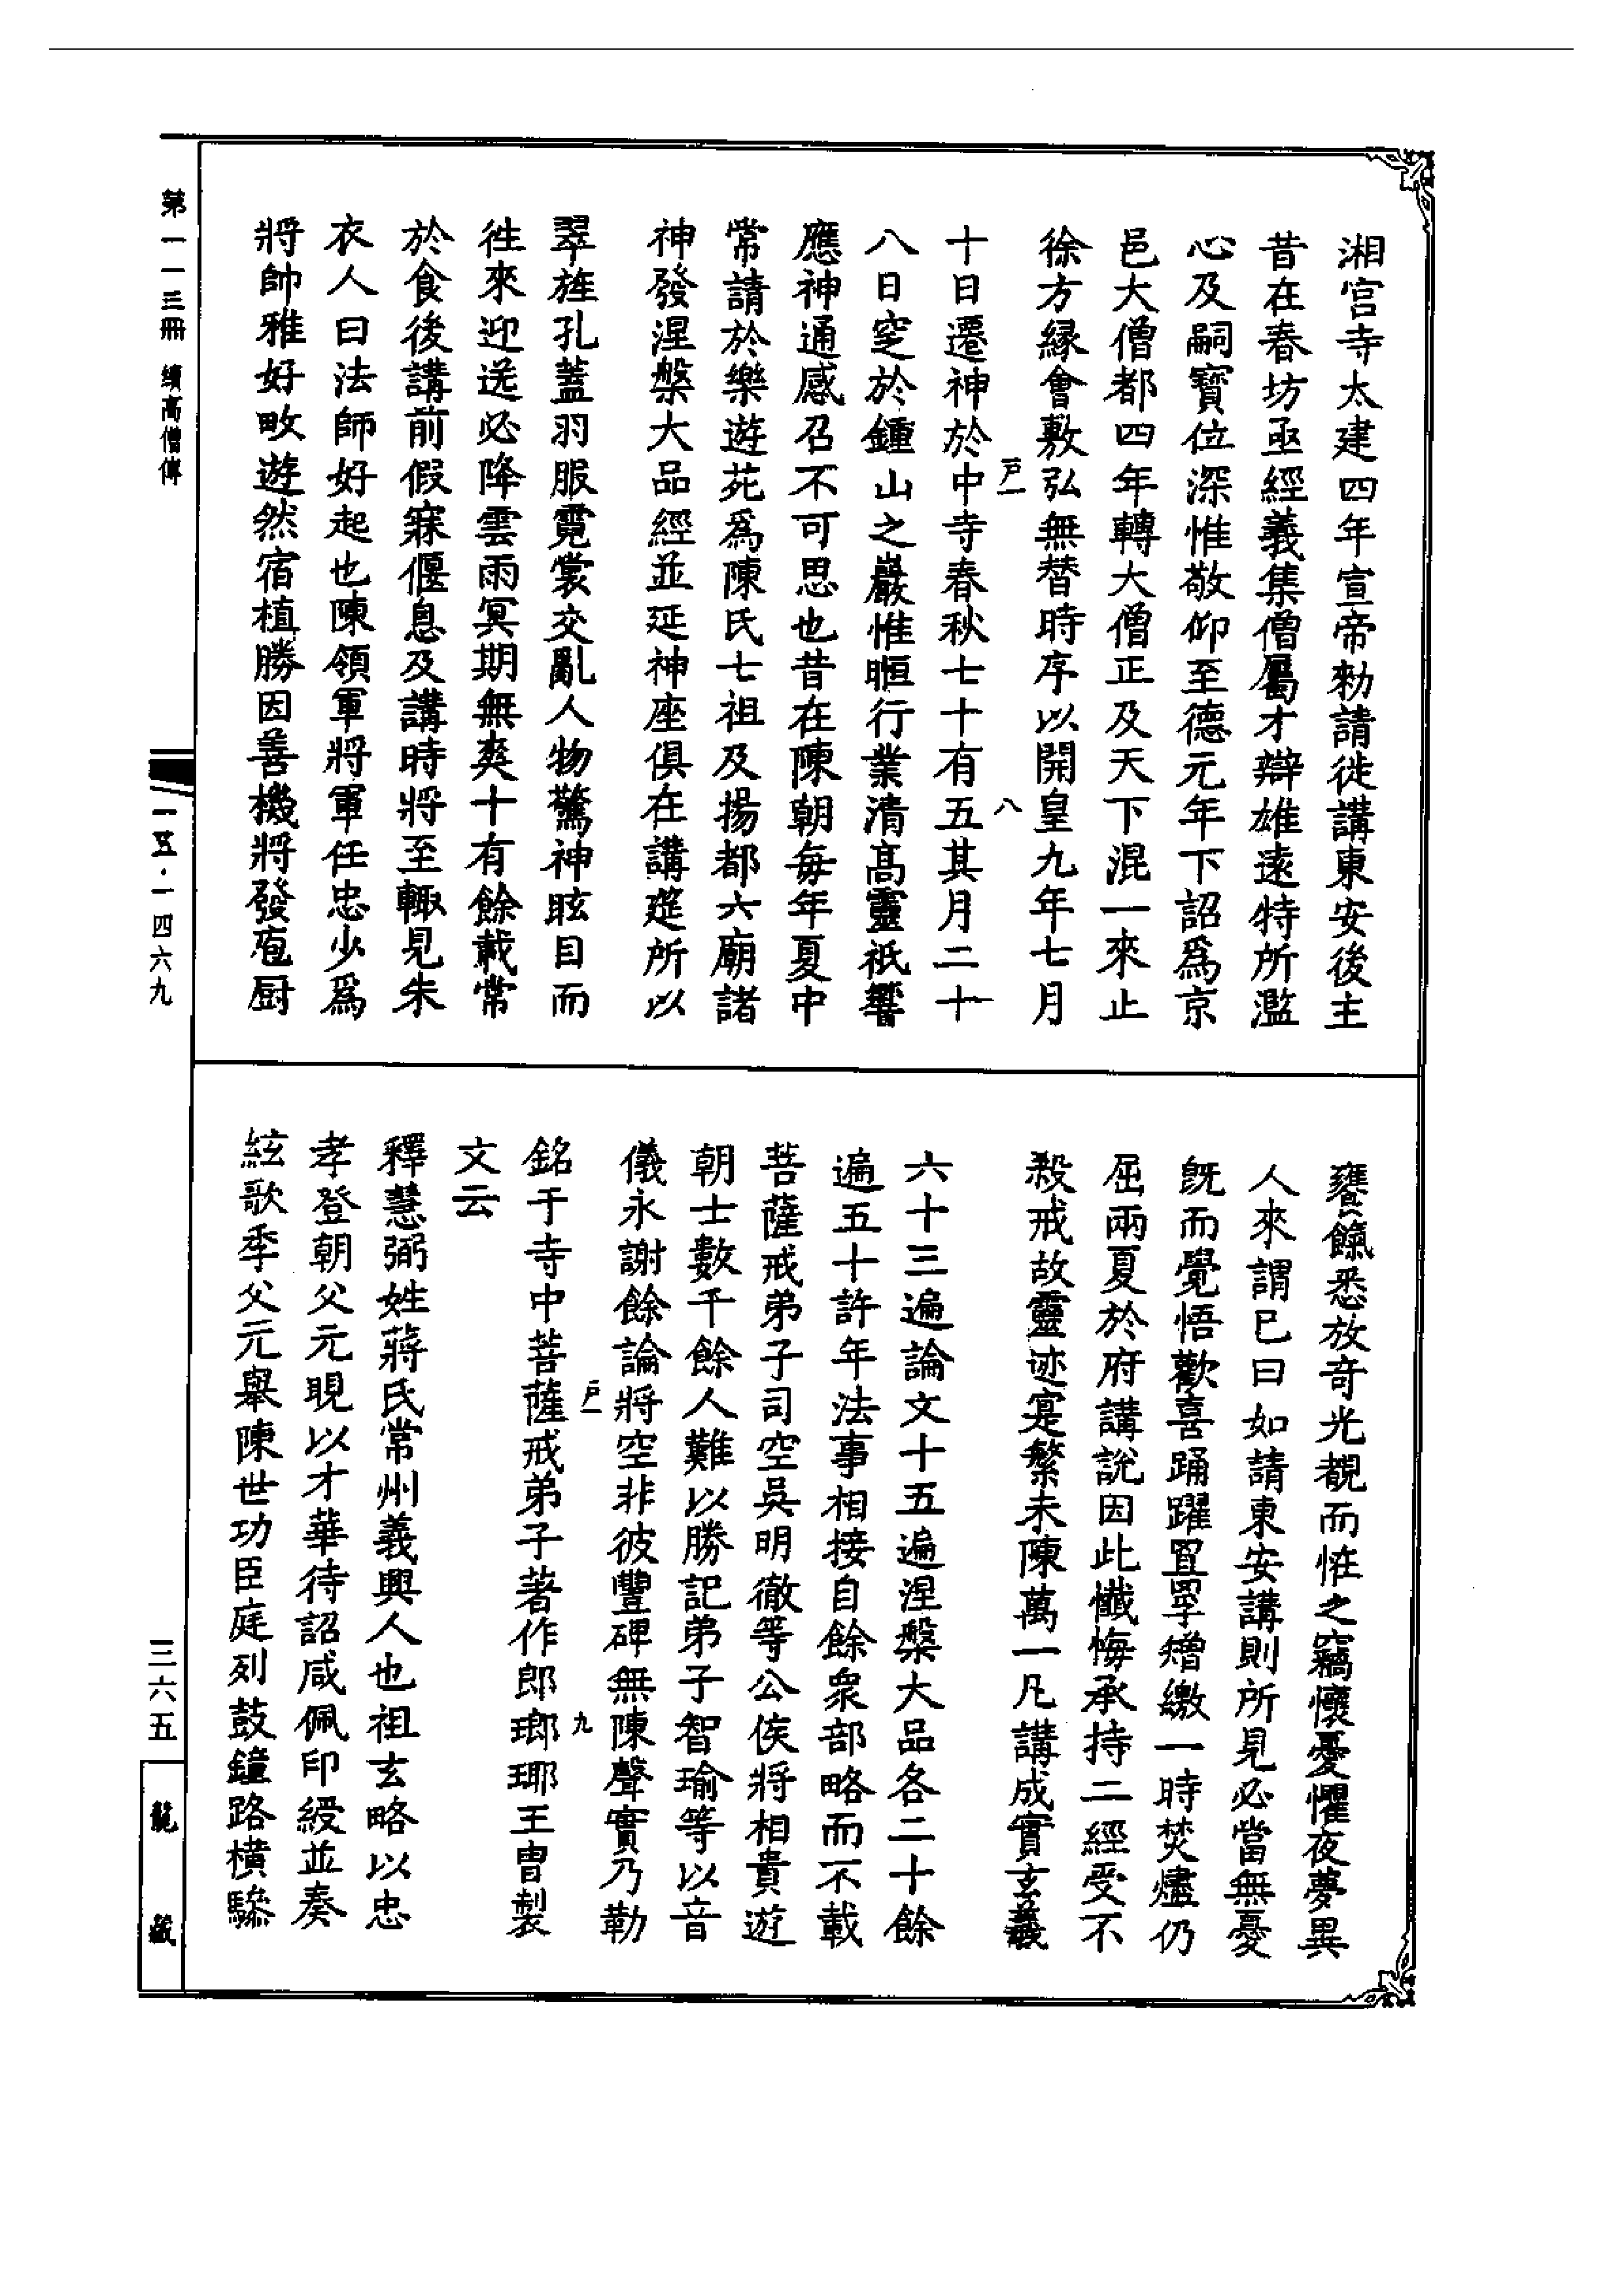 湘宮寺太建四年宣帝勑請徙講東安後主
昔在春坊亟經義集僧屬才辯雄遠特所濫
心及嗣寳位深惟敬仰至德元年下詔爲京
邑大僧都四年轉大僧正及天下混一來止
徐方縁會敷弘無替時序以開皇九年七月
戸一
八
十日遷神於中寺春秋七十有五其月二十
八日窆於鍾山之巖惟暅行業清高靈祇響
應神通感召不可思也昔在陳朝每年夏中
常請於樂遊苑爲陳氏七祖及揚都六廟諸
神發涅槃大品經並延神座俱在講筵所以
翠旌孔蓋羽服霓裳交亂人物驚神眩目而
徃來迎送必降雲雨冥期無爽十有餘載常
於食後講前假寐偃息及講時將至輙見朱
衣人曰法師好起也陳領軍將軍任忠少爲
將帥雅好畋遊然宿植勝因善機將發庖厨
饔餼悉放竒光覩而恠之竊懷憂懼夜夢異
人來謂已曰如請東安講則所見必當無憂
旣而覺悟歡喜踊躍罝罘矰繳一時焚燼仍
屈兩夏於府講說因此懺悔承持二經受不
殺戒故靈迹寔繁未陳萬一凡講成實玄義
六十三遍論文十五遍涅槃大品各二十餘
遍五十許年法事相接自餘衆部略而不載
菩薩戒弟子司空吳明徹等公侯將相貴遊
朝士數千餘人難以勝記弟子智瑜等以音
儀永謝餘論將空非彼豐碑無陳聲實乃勒
戸一
九
銘于寺中菩薩戒弟子著作郎瑯琊王胄製
文云
釋慧弼姓蔣氏常州義興人也祖玄略以忠
孝登朝父元晛以才華待詔咸佩印綬並奏
絃歌季父元舉陳世功臣庭列鼓鐘路橫驂
第一一三冊 續高僧傳
一五·一四六九
三六五
龍藏